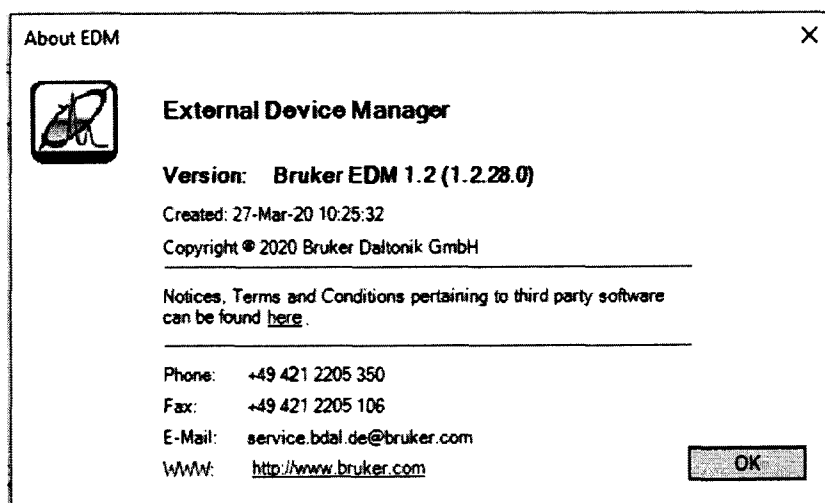 About EDM
External Device Manager
Version: Bruker EDM 1.2 (1.2.28.0)
Created: 27-Mar-20 10:25:32
Copyright © 2020 Bruker Daltonik GmbH
Notices, Terms and Conditions pertaining to third party software
can be found here.
Phone: +49 421 2205 350
Fax: +49 421 2205 106
E-Mail: service.bdal.de@bruker.com
WWW: http://www.bruker.com
OK